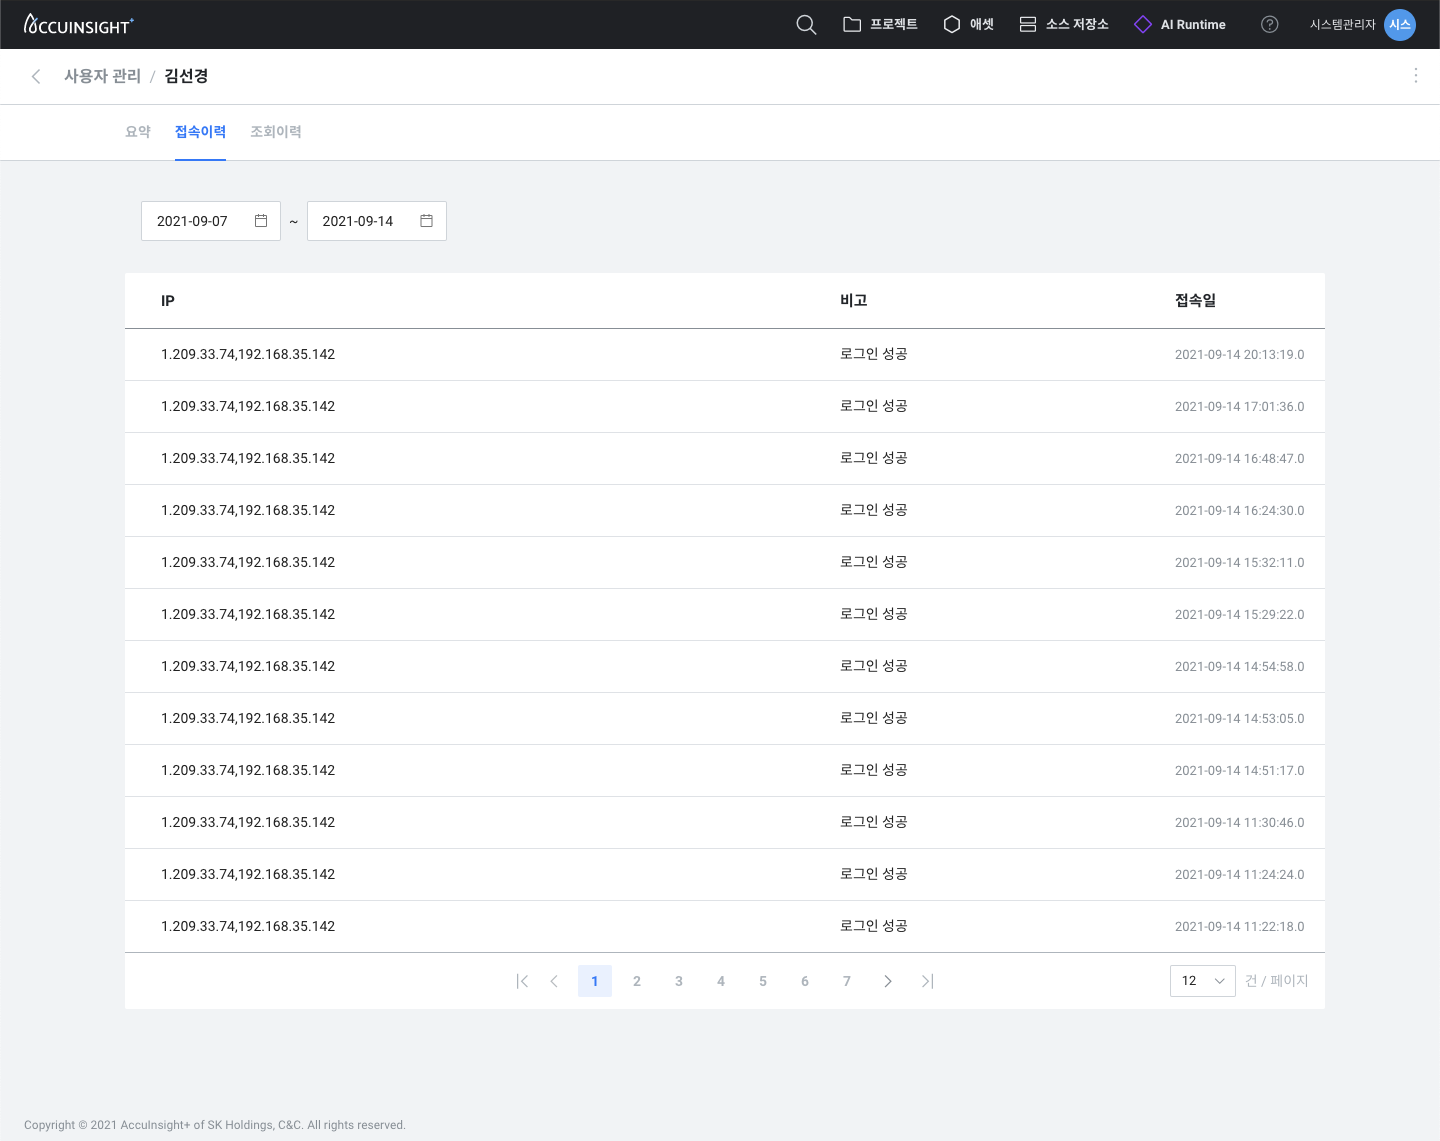 ACCUINSIGHT+ 프로젝트 애셋 소스 저장소 AI Runtime ? 시스템관리자 시스
사용자 관리 / 김선경
요약 접속이력 조회이력
2021-09-07 ~ 2021-09-14
IP 비고 접속일
1.209.33.74,192.168.35.142 로그인 성공 2021-09-14 20:13:19.0
1.209.33.74,192.168.35.142 로그인 성공 2021-09-14 17:01:36.0
1.209.33.74,192.168.35.142 로그인 성공 2021-09-14 16:48:47.0
1.209.33.74,192.168.35.142 로그인 성공 2021-09-14 16:24:30.0
1.209.33.74,192.168.35.142 로그인 성공 2021-09-14 15:32:11.0
1.209.33.74,192.168.35.142 로그인 성공 2021-09-14 15:29:22.0
1.209.33.74,192.168.35.142 로그인 성공 2021-09-14 14:54:58.0
1.209.33.74,192.168.35.142 로그인 성공 2021-09-14 14:53:05.0
1.209.33.74,192.168.35.142 로그인 성공 2021-09-14 14:51:17.0
1.209.33.74,192.168.35.142 로그인 성공 2021-09-14 11:30:46.0
1.209.33.74,192.168.35.142 로그인 성공 2021-09-14 11:24:24.0
1.209.33.74,192.168.35.142 로그인 성공 2021-09-14 11:22:18.0
1 2 3 4 5 6 7 12 건 / 페이지
Copyright © 2021 AccuInsight+ of SK Holdings, C&C. All rights reserved.